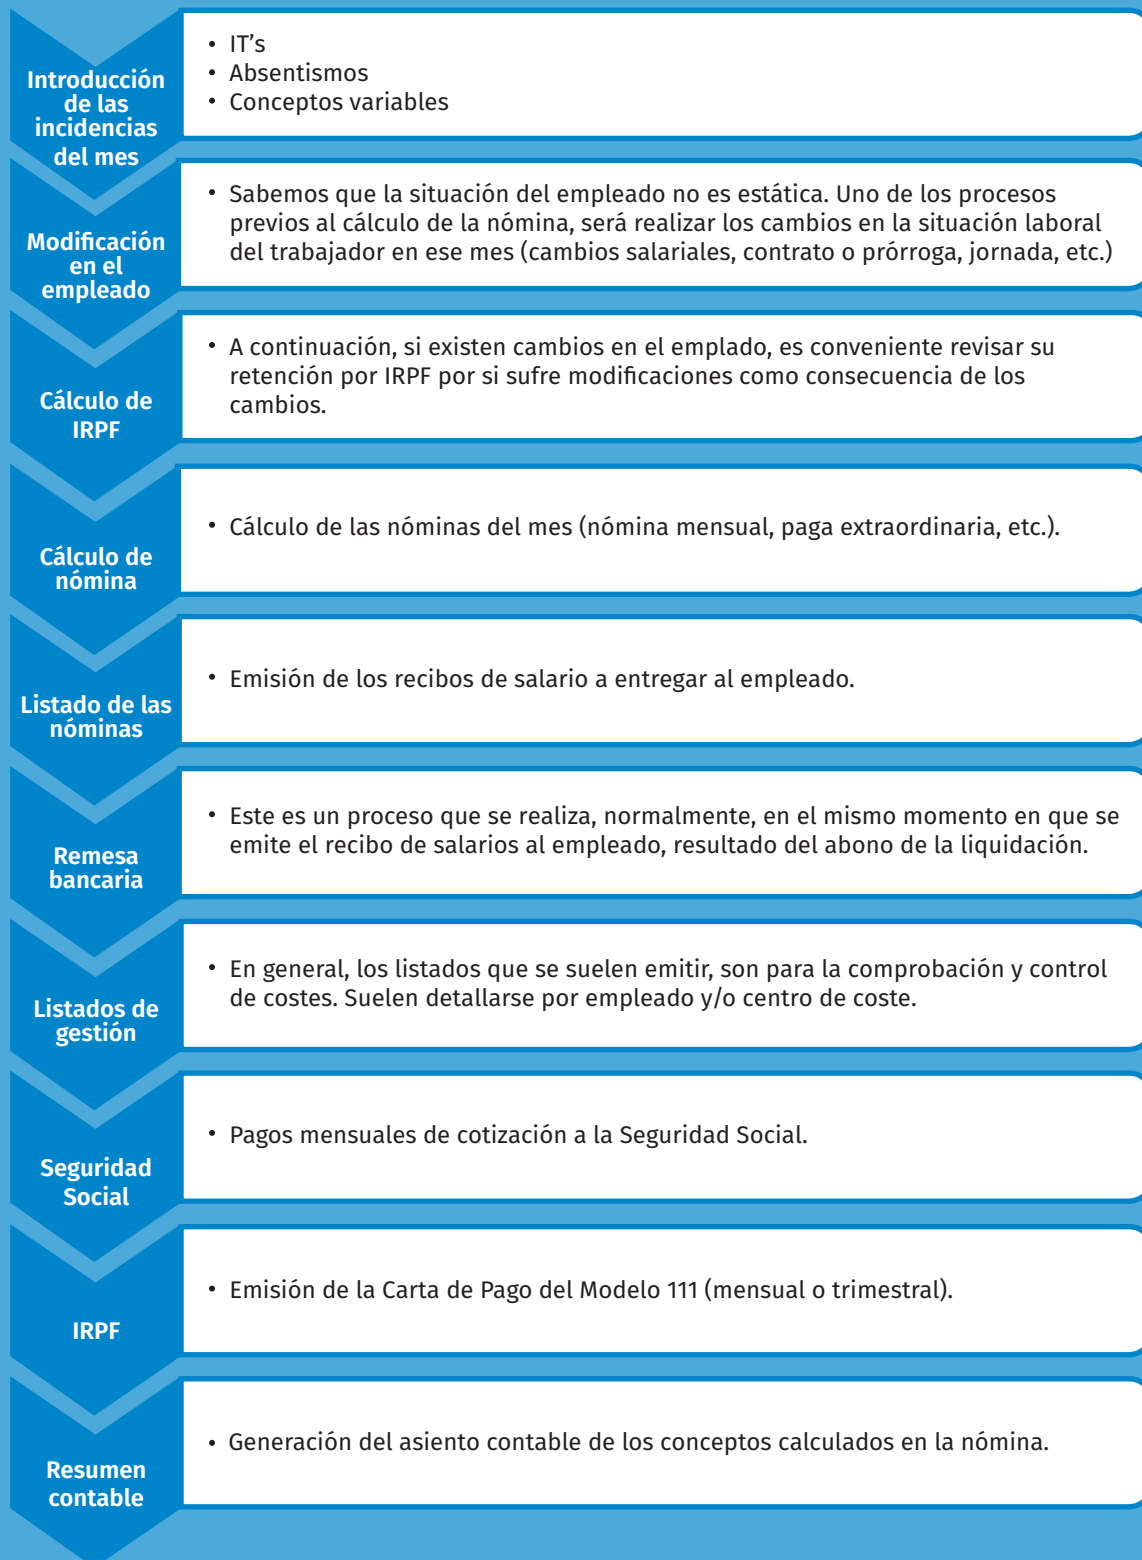 Introducción
de las
incidencias
del mes
• IT’s
• Absentismos
• Conceptos variables
Modificación
en el
empleado
• Sabemos que la situación del empleado no es estática. Uno de los procesos
previos al cálculo de la nómina, será realizar los cambios en la situación laboral
del trabajador en ese mes (cambios salariales, contrato o prórroga, jornada, etc.)
Cálculo de
IRPF
• A continuación, si existen cambios en el emplado, es conveniente revisar su
retención por IRPF por si sufre modificaciones como consecuencia de los
cambios.
Cálculo de
nómina
• Cálculo de las nóminas del mes (nómina mensual, paga extraordinaria, etc.).
Listado de las
nóminas
• Emisión de los recibos de salario a entregar al empleado.
Remesa
bancaria
• Este es un proceso que se realiza, normalmente, en el mismo momento en que se
emite el recibo de salarios al empleado, resultado del abono de la liquidación.
Listados de
gestión
• En general, los listados que se suelen emitir, son para la comprobación y control
de costes. Suelen detallarse por empleado y/o centro de coste.
Seguridad
Social
• Pagos mensuales de cotización a la Seguridad Social.
IRPF
• Emisión de la Carta de Pago del Modelo 111 (mensual o trimestral).
Resumen
contable
• Generación del asiento contable de los conceptos calculados en la nómina.